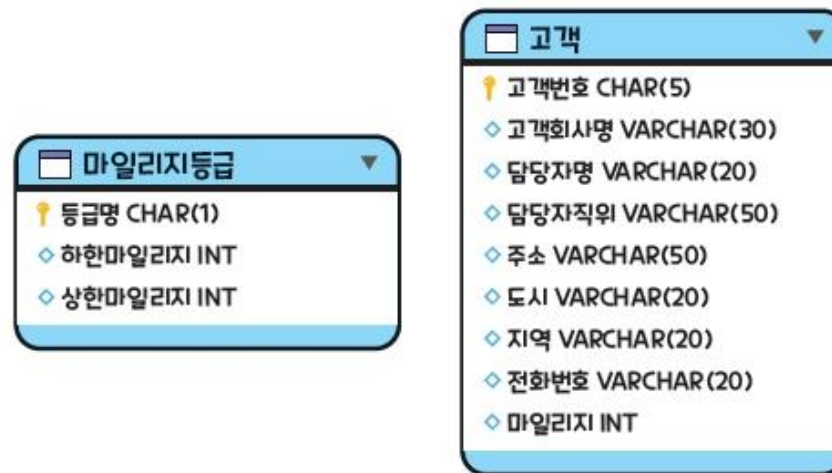 마일리지등급
등급명 CHAR(1)
하한마일리지 INT
상한마일리지 INT
고객
고객번호 CHAR(5)
고객회사명 VARCHAR(30)
담당자명 VARCHAR(20)
담당자직위 VARCHAR(50)
주소 VARCHAR(50)
도시 VARCHAR(20)
지역 VARCHAR(20)
전화번호 VARCHAR(20)
마일리지 INT